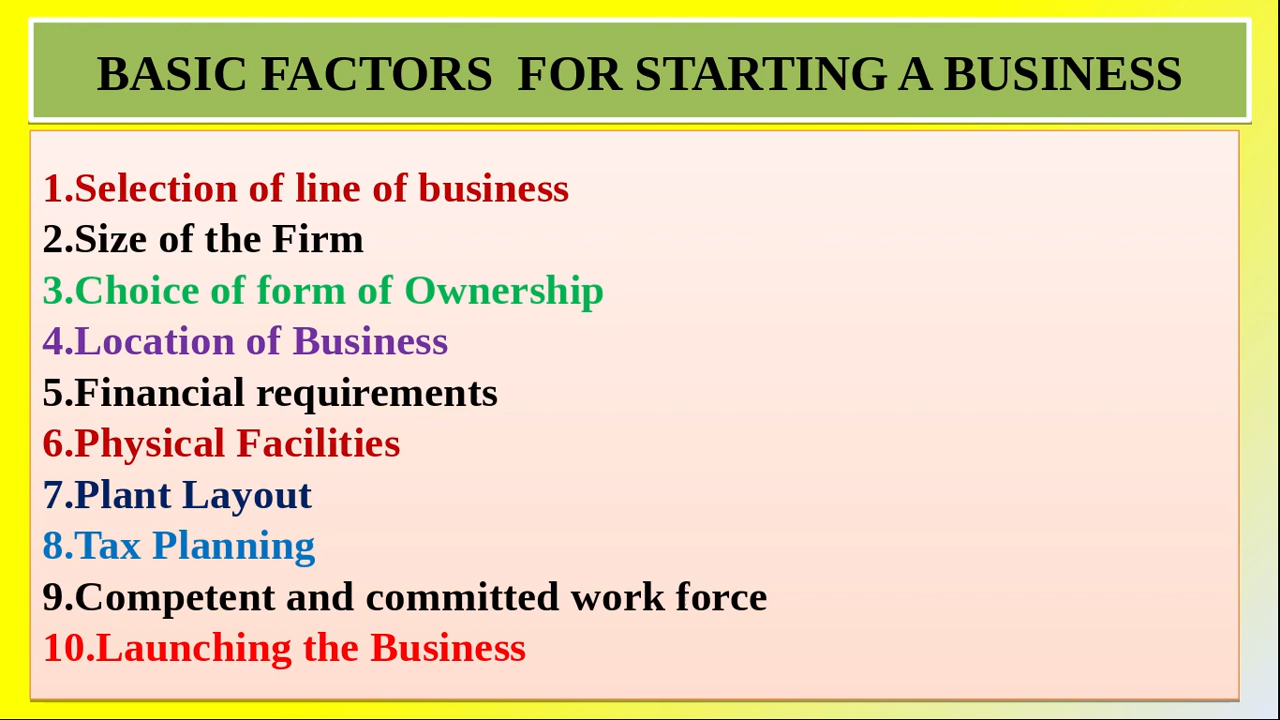 BASIC FACTORS  FOR STARTING A BUSINESS
1.Selection of line of business
2.Size of the Firm
3.Choice of form of Ownership
4.Location of Business
5.Financial requirements
6.Physical Facilities
7.Plant Layout
8.Tax Planning
9.Competent and committed work force
10.Launching the Business